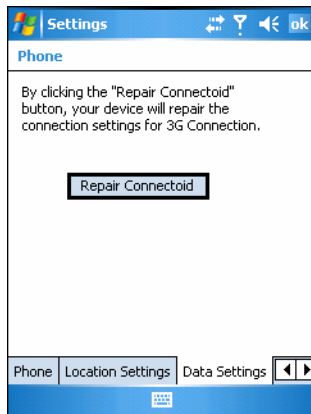 Settings
ok
Phone
By clicking the "Repair Connectoid"
button, your device will repair the
connection settings for 3G Connection.
Repair Connectoid
Phone Location Settings Data Settings